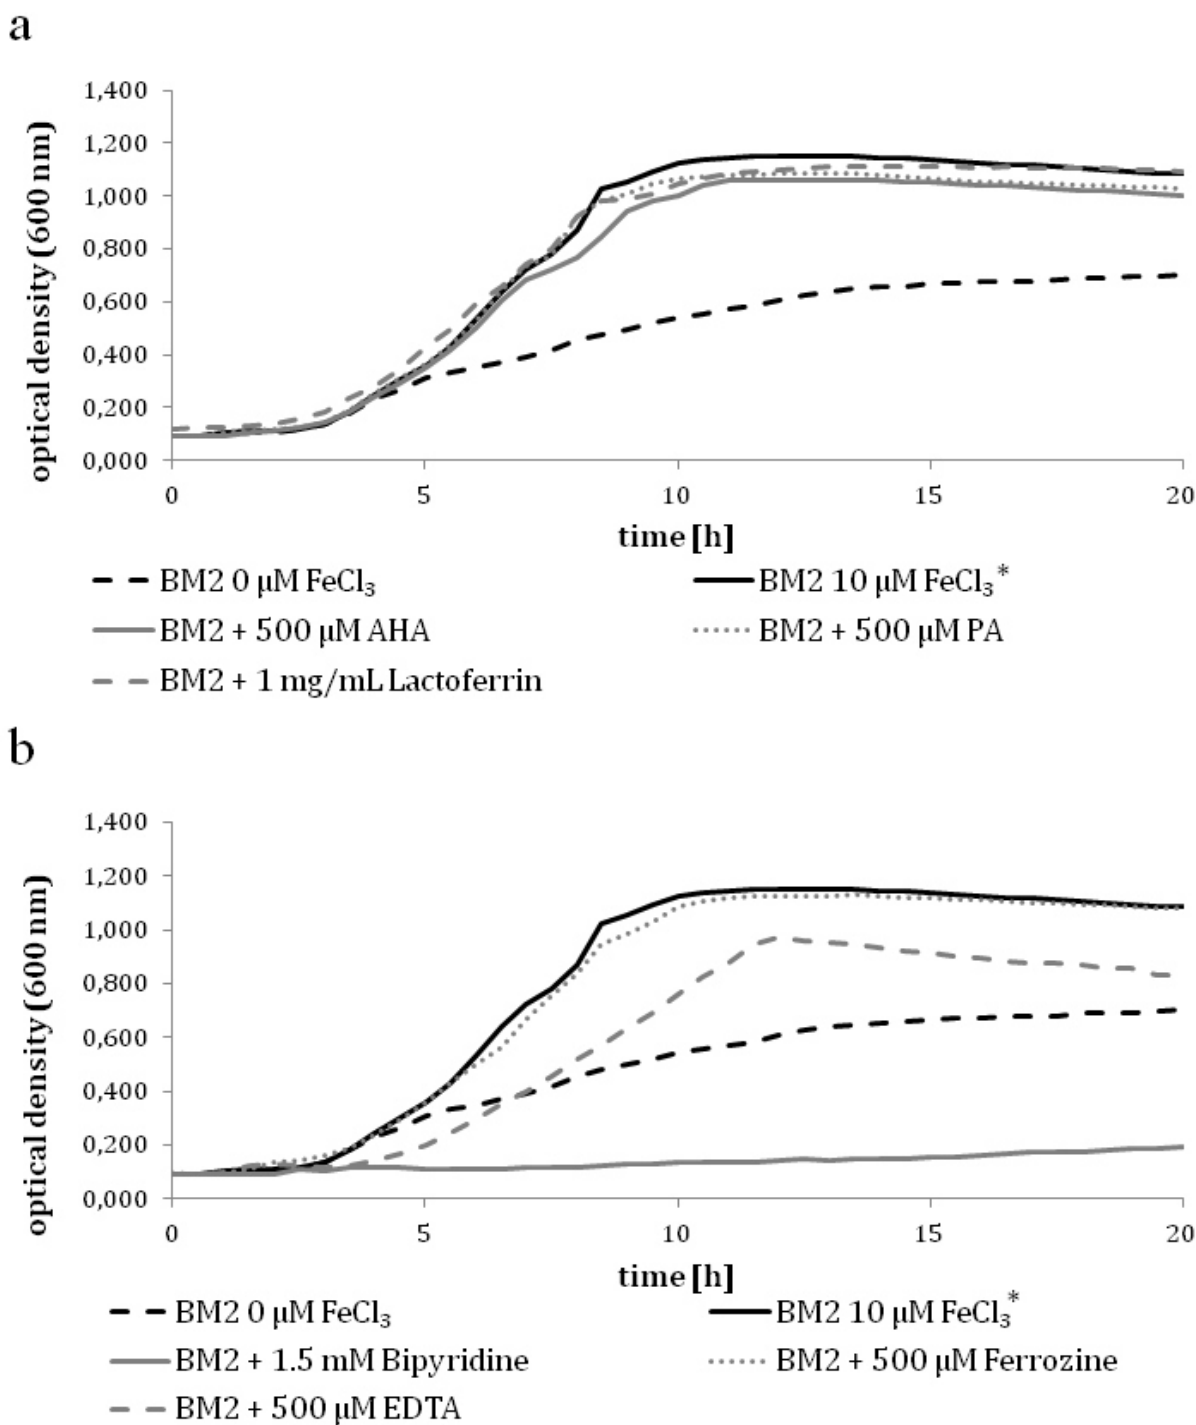 a
optical density (600 nm)
1,400
1,200
1,000
0,800
0,600
0,400
0,200
0,000
0 5 10 15 20
time [h]
BM2 0 µM FeCl₃ BM2 10 µM FeCl₃*
BM2 + 500 µM AHA BM2 + 500 µM PA
BM2 + 1 mg/mL Lactoferrin
b
optical density (600 nm)
1,400
1,200
1,000
0,800
0,600
0,400
0,200
0,000
0 5 10 15 20
time [h]
BM2 0 µM FeCl₃ BM2 10 µM FeCl₃*
BM2 + 1.5 mM Bipyridine BM2 + 500 µM Ferrozine
BM2 + 500 µM EDTA